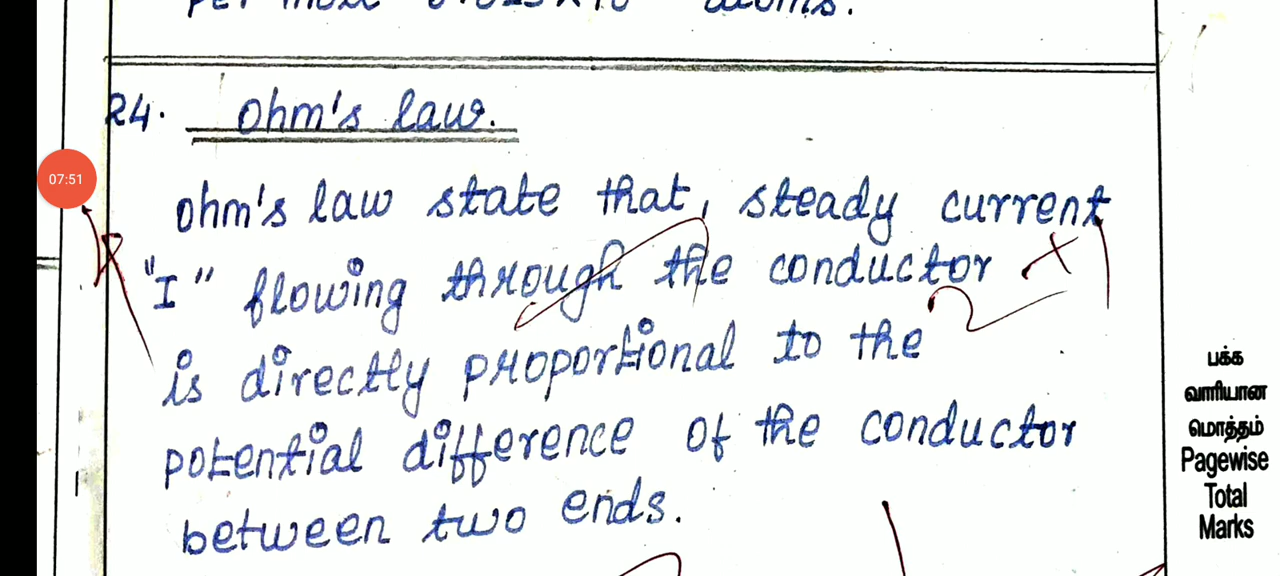 24. Ohm's law.
07:51
Ohm's law state that, steady current
"I" flowing through the conductor
is directly proportional to the
potential difference of the conductor
between two ends.
பக்க
வாரியான
மொத்தம்
Pagewise
Total
Marks